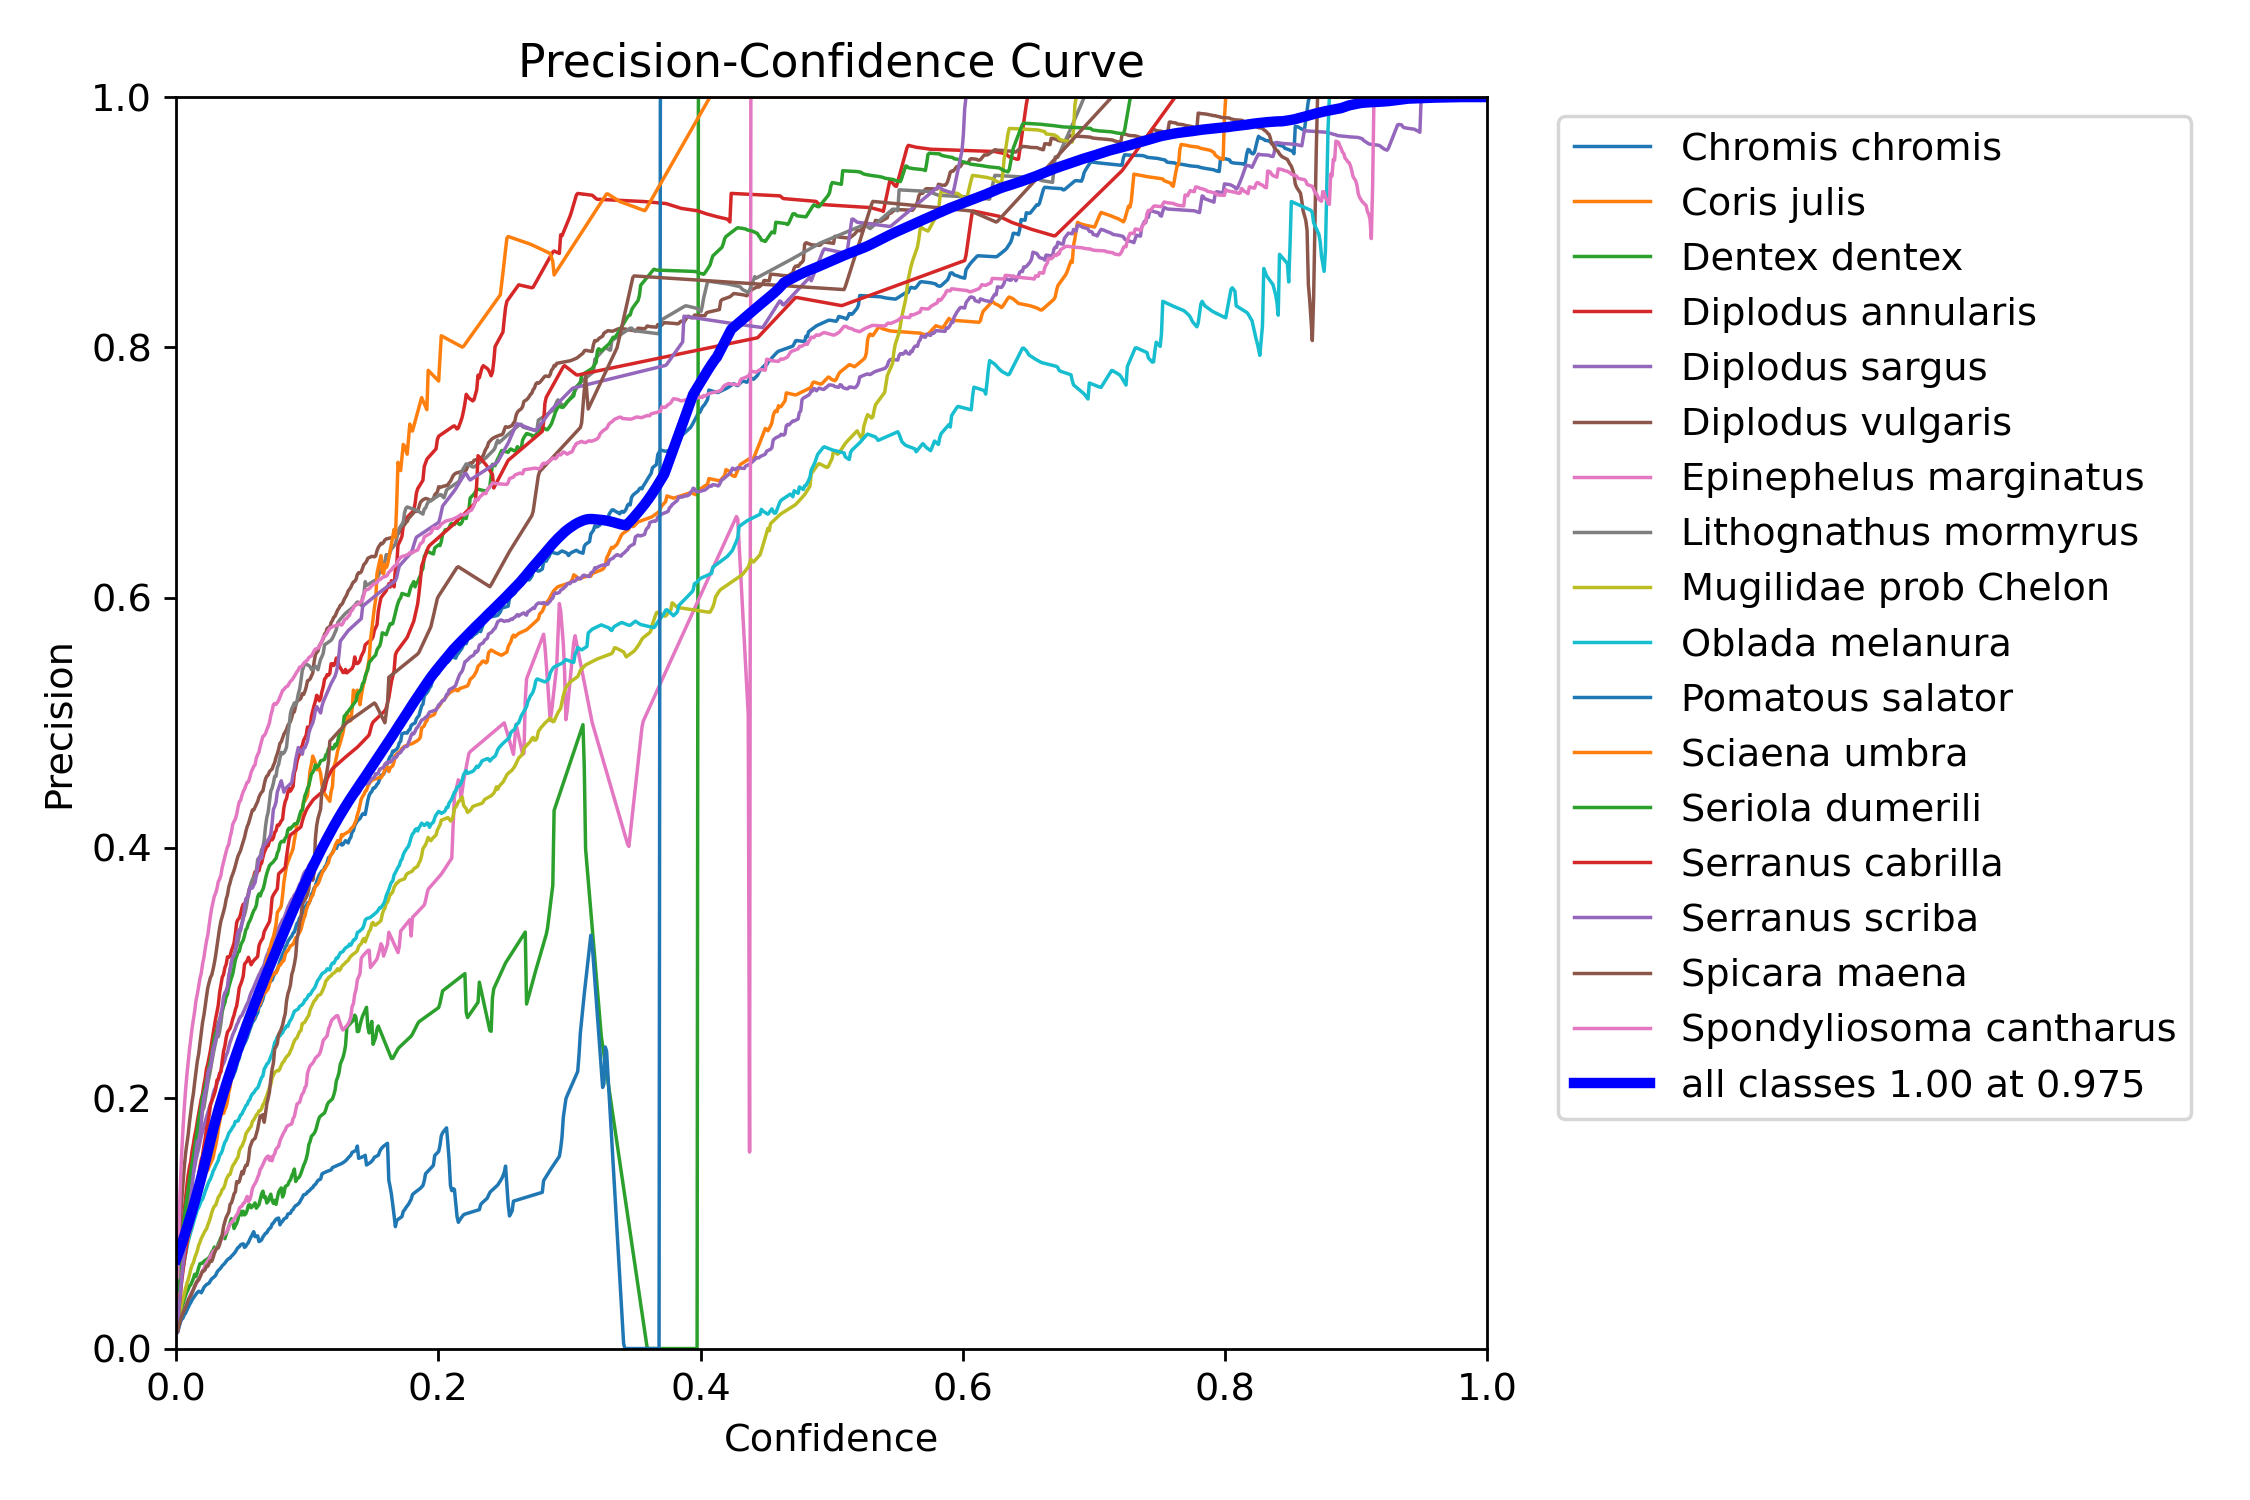 Precision-Confidence Curve
1.0
0.8
0.6
0.4
0.2
0.0
Precision
0.0 0.2 0.4 0.6 0.8 1.0
Confidence
Chromis chromis
Coris julis
Dentex dentex
Diplodus annularis
Diplodus sargus
Diplodus vulgaris
Epinephelus marginatus
Lithognathus mormyrus
Mugilidae prob Chelon
Oblada melanura
Pomatous salator
Sciaena umbra
Seriola dumerili
Serranus cabrilla
Serranus scriba
Spicara maena
Spondyliosoma cantharus
all classes 1.00 at 0.975